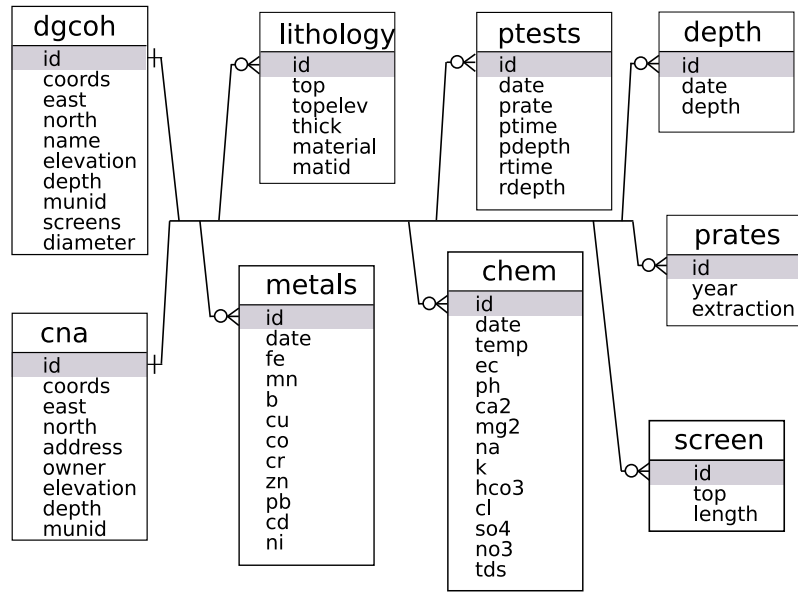 dgcoh
id
coords
east
north
name
elevation
depth
munid
screens
diameter
lithology
id
top
topelev
thick
material
matid
ptests
id
date
prate
ptime
pdepth
rtime
rdepth
depth
id
date
depth
prates
id
year
extraction
cna
id
coords
east
north
address
owner
elevation
depth
munid
metals
id
date
fe
mn
b
cu
co
cr
zn
pb
cd
ni
chem
id
date
temp
ec
ph
ca2
mg2
na
k
hco3
cl
so4
no3
tds
screen
id
top
length